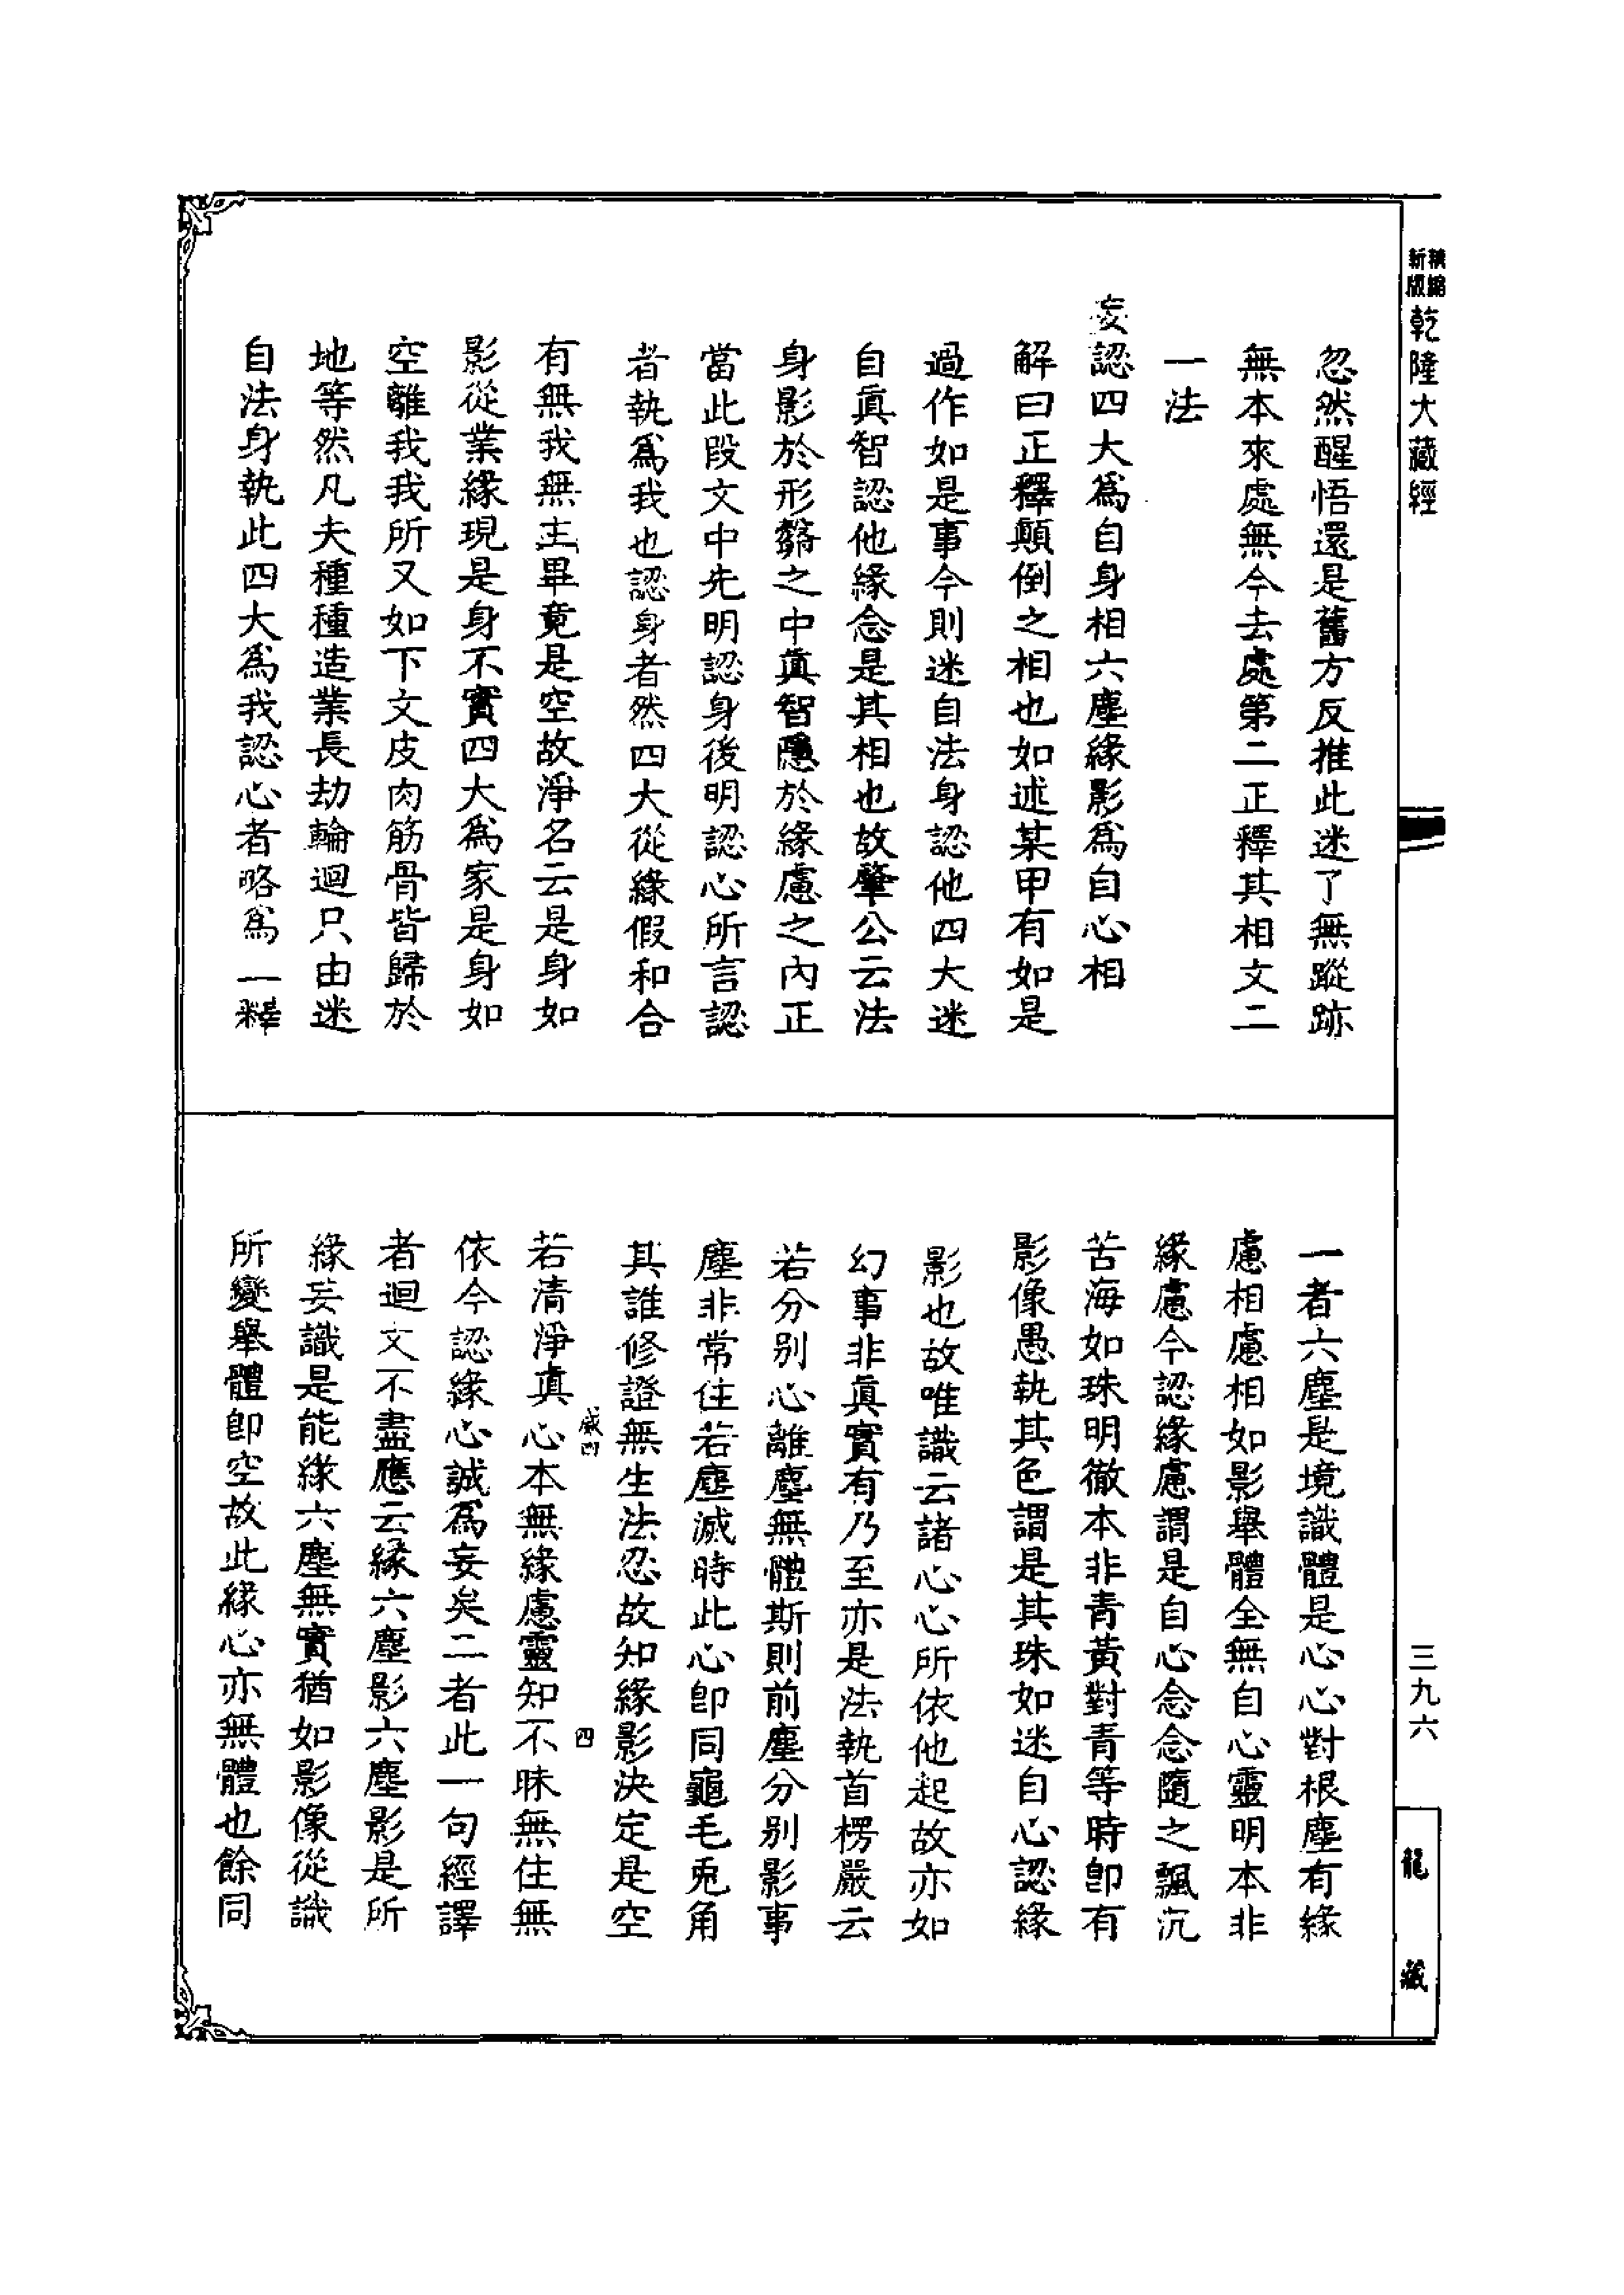 精縮
新版
乾隆大藏經
忽然醒悟還是舊方反推此迷了無蹤跡
無本來處無今去處第二正釋其相文二
一法
妄認四大爲自身相六塵緣影爲自心相
解曰正釋顛倒之相也如述某甲有如是
過作如是事今則迷自法身認他四大迷
自眞智認他緣念是其相也故肇公云法
身影於形㲉之中眞智隱於緣慮之內正
當此段文中先明認身後明認心所言認
者執爲我也認身者然四大從緣假和合
有無我無主畢竟是空故淨名云是身如
影從業緣現是身不實四大爲家是身如
空離我我所又如下文皮肉筋骨皆歸於
地等然凡夫種種造業長劫輪迴只由迷
自法身執此四大爲我認心者略爲一釋
一者六塵是境識體是心心對根塵有緣
慮相慮相如影舉體全無自心靈明本非
緣慮今認緣慮謂是自心念念隨之飄沉
苦海如珠明徹本非青黃對青等時卽有
影像愚執其色謂是其珠如迷自心認緣
影也故唯識云諸心心所依他起故亦如
幻事非眞實有乃至亦是法執首楞嚴云
若分别心離塵無體斯則前塵分别影事
塵非常住若塵滅時此心卽同龜毛兎角
其誰修證無生法忍故知緣影決定是空
四
若清淨眞心本無緣慮靈知不昧無住無
依今認緣心誠爲妄矣二者此一句經譯
者迴文不盡應云緣六塵影六塵影是所
緣妄識是能緣六塵無實猶如影像從識
所變舉體卽空故此緣心亦無體也餘同
三九六
龍
藏